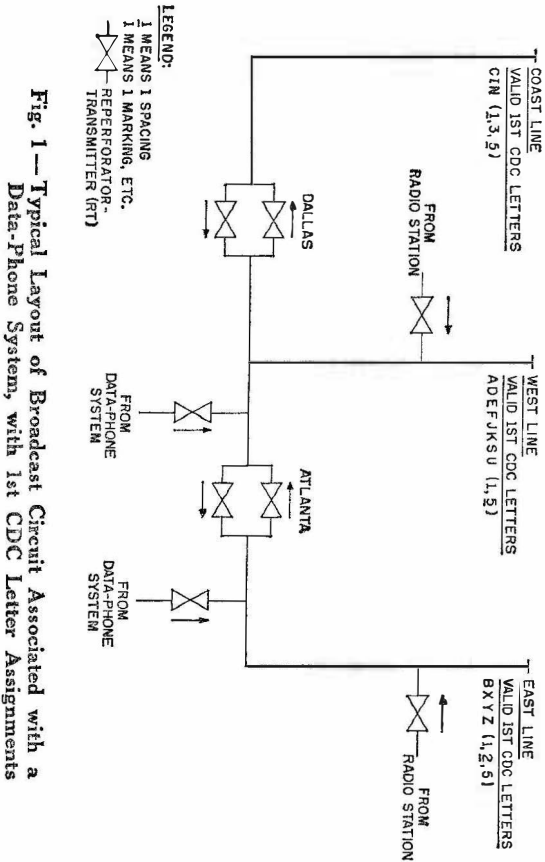 COAST LINE
VALID 1ST CDC LETTERS
CIN (1,3,5)
WEST LINE
VALID 1ST CDC LETTERS
ADEFJKSU (1,5)
EAST LINE
VALID 1ST CDC LETTERS
BXYZ (1,2,5)
FROM
RADIO STATION
FROM
RADIO STATION
DALLAS
ATLANTA
FROM
DATA-PHONE
SYSTEM
FROM
DATA-PHONE
SYSTEM
LEGEND:
1 MEANS 1 SPACING
1 MEANS 1 MARKING, ETC.
REPERFORATOR-
TRANSMITTER (RT)
Fig. 1 — Typical Layout of Broadcast Circuit Associated with a
Data-Phone System, with 1st CDC Letter Assignments